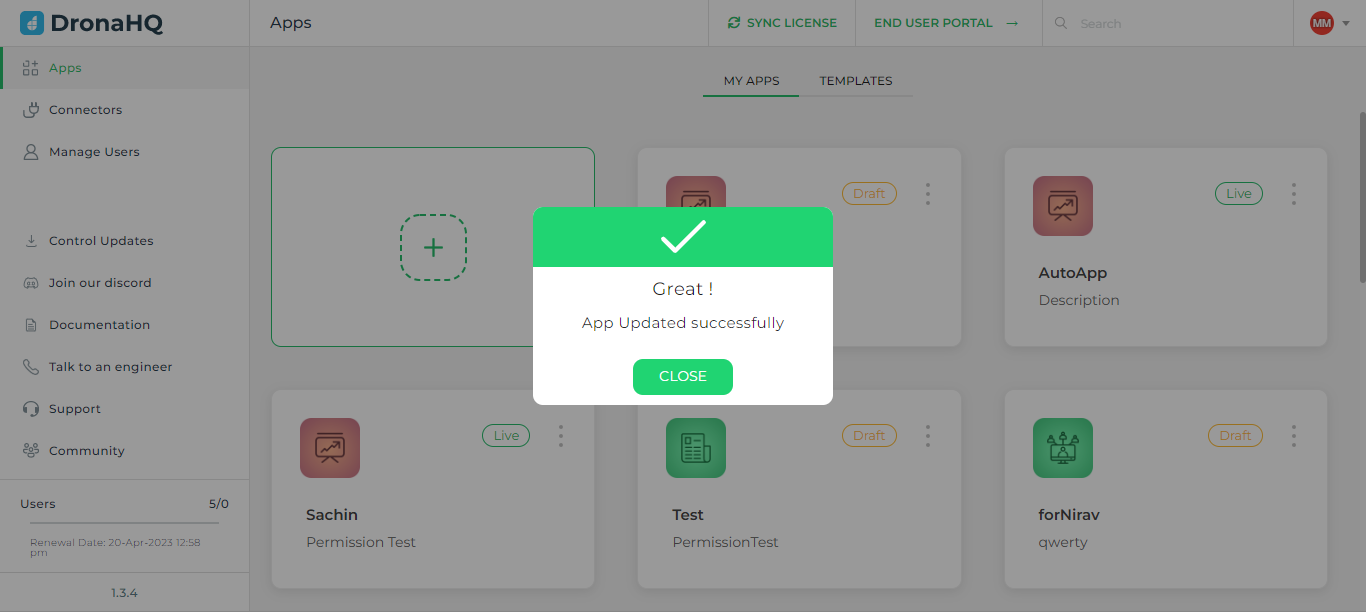 DronaHQ
Apps
SYNC LICENSE
END USER PORTAL →
Search
MM
Apps
Connectors
Manage Users
Control Updates
Join our discord
Documentation
Talk to an engineer
Support
Community
Users 5/0
Renewal Date: 20-Apr-2023 12:58
pm
1.3.4
MY APPS TEMPLATES
+
Draft
Live
AutoApp
Description
Great !
App Updated successfully
CLOSE
Live
Sachin
Permission Test
Draft
Test
PermissionTest
Draft
forNirav
qwerty